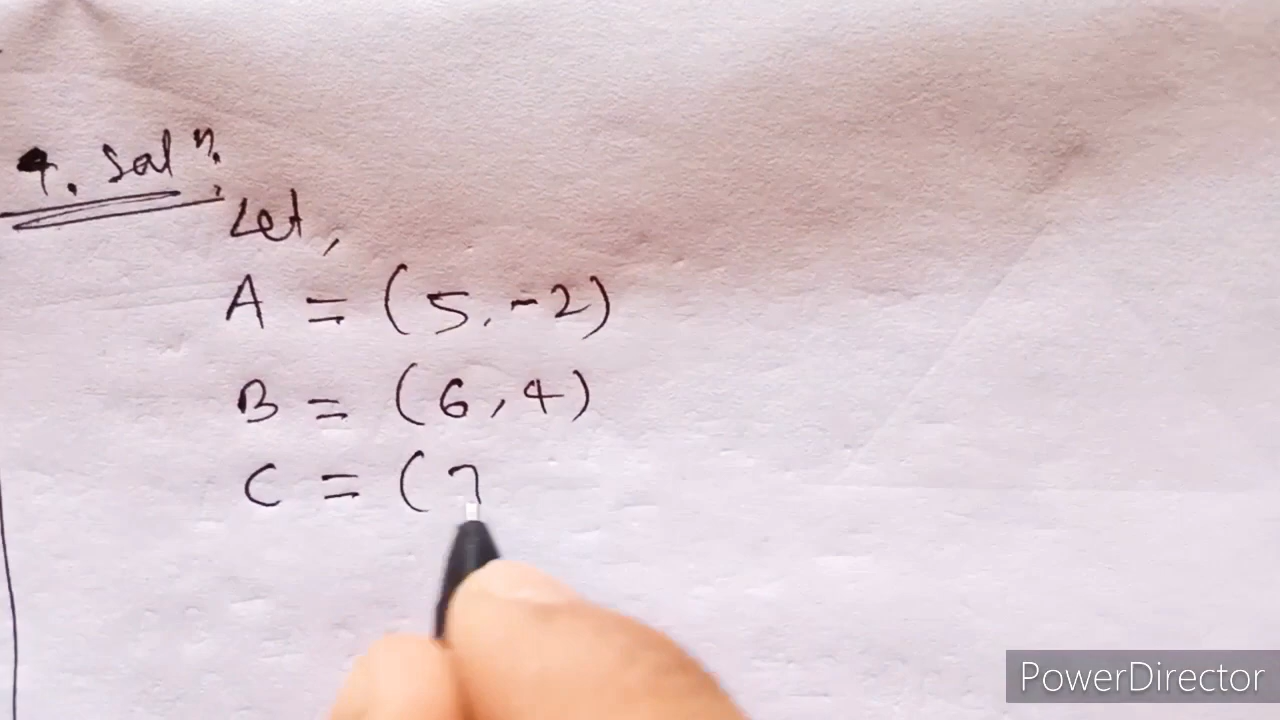 4. Solⁿ:
Let,
A = (5, -2)
B = (6, 4)
C = (7
PowerDirector